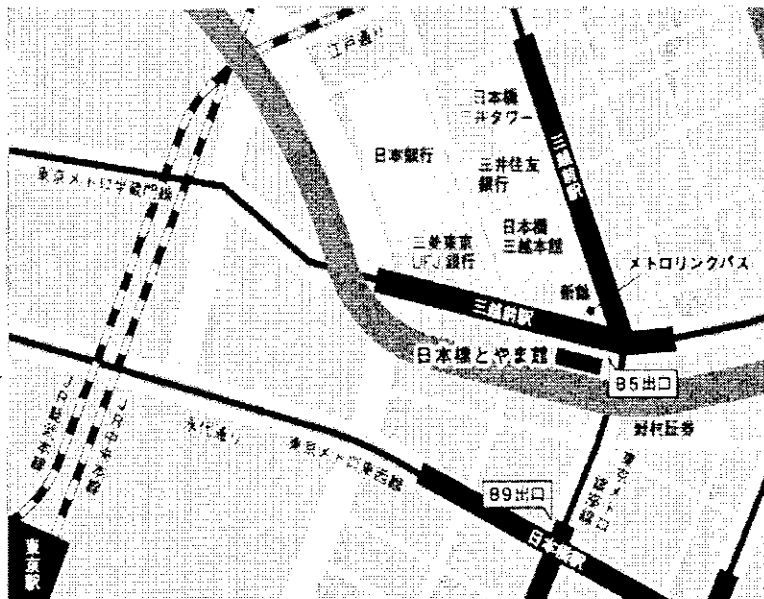 江戸通り
日本橋
三井タワー
日本銀行
三越前駅
三井住友
銀行
東京メトロ半蔵門線
日本橋
三越本館
三菱東京
UFJ銀行
メトロリンクバス
新館
三越前駅
日本橋とやま館
B5出口
野村証券
JR総武本線
JR中央線
永代通り
東京メトロ東西線
東京メトロ
銀座線
B9出口
日本橋駅
東京駅